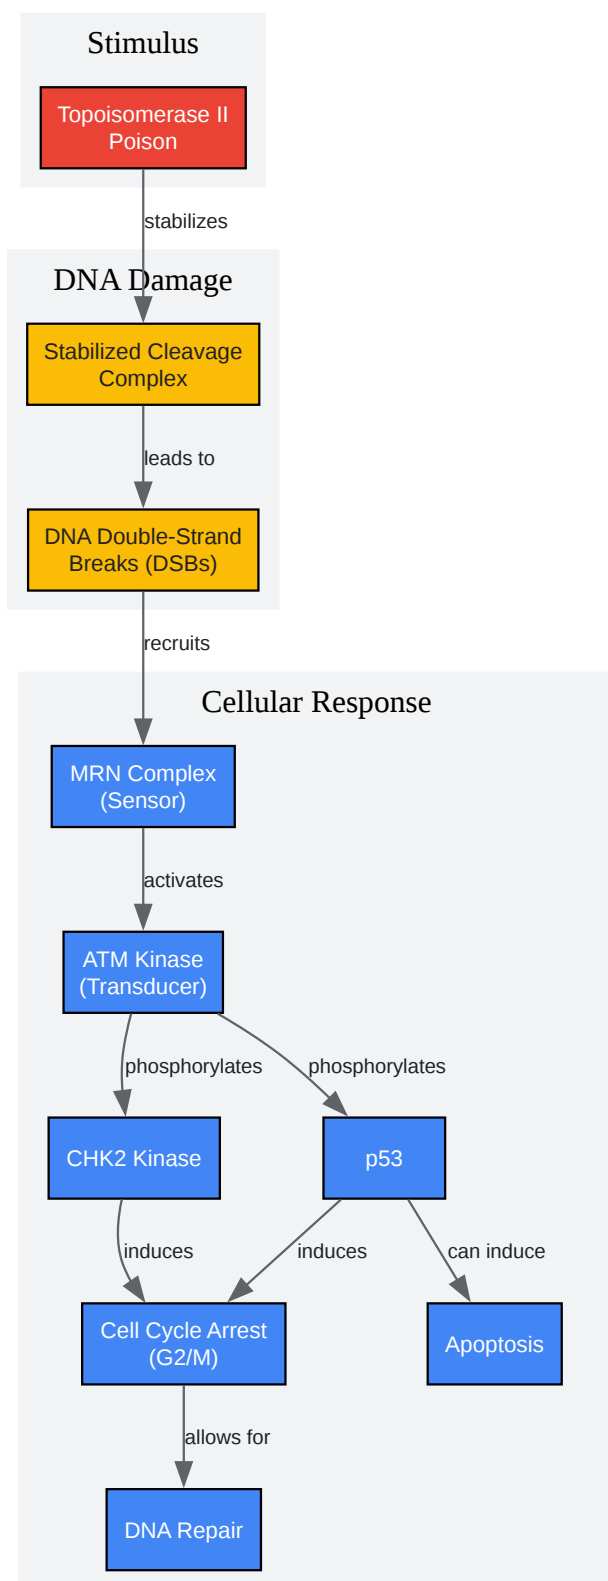 Stimulus
Topoisomerase II
Poison
stabilizes
DNA Damage
Stabilized Cleavage
Complex
leads to
DNA Double-Strand
Breaks (DSBs)
recruits
Cellular Response
MRN Complex
(Sensor)
activates
ATM Kinase
(Transducer)
phosphorylates
phosphorylates
CHK2 Kinase
p53
induces
induces
can induce
Cell Cycle Arrest
(G2/M)
Apoptosis
allows for
DNA Repair